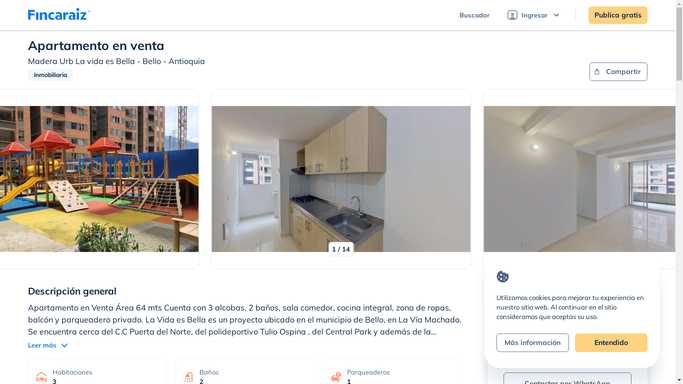 Fincaraiz
Buscador
Ingresar
Publica gratis
Apartamento en venta
Madera Urb La vida es Bella - Bello - Antioquia
Inmobiliaria
Compartir
1 / 14
Descripción general
Apartamento en Venta Área 64 mts Cuenta con 3 alcobas, 2 baños, sala comedor, cocina integral, zona de ropas,
balcón y parqueadero privado. La Vida es Bella es un proyecto ubicado en el municipio de Bello, en La Vía Machado.
Se encuentra cerca del C.C Puerta del Norte, del polideportivo Tulio Ospina , del Central Park y además de la...
Leer más
Habitaciones
3
Baños
2
Parqueaderos
1
Utilizamos cookies para mejorar tu experiencia en
nuestro sitio web. Al continuar en el sitio
consideramos que aceptas su uso.
Más información
Entendido
Contactar por WhatsApp